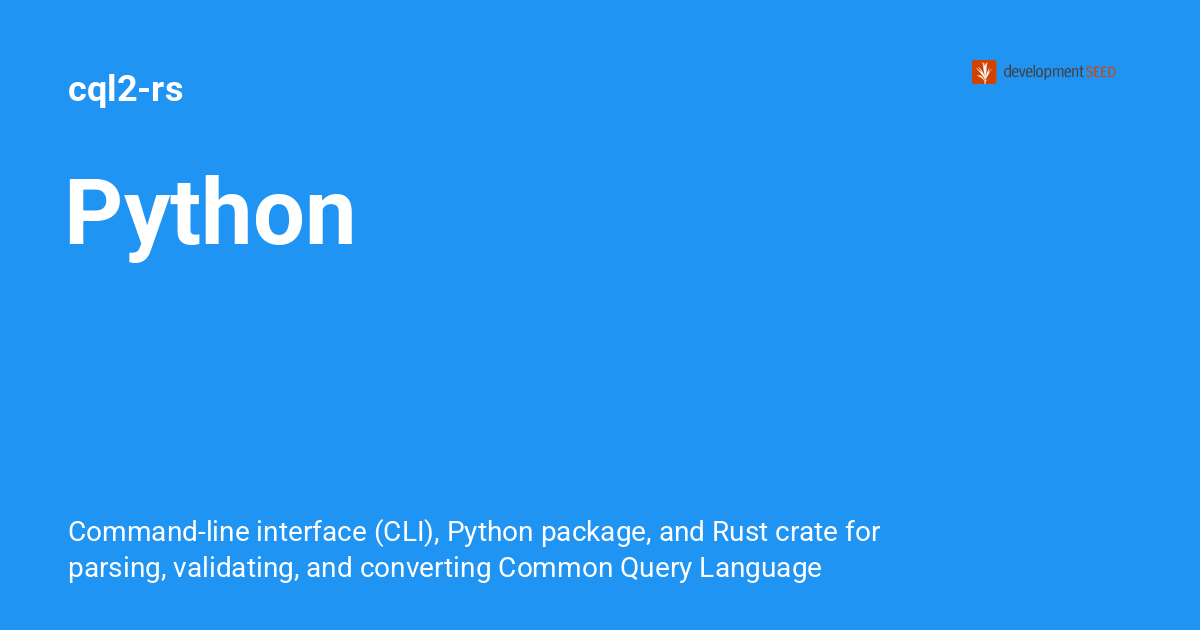 cql2-rs
developmentSEED
Python
Command-line interface (CLI), Python package, and Rust crate for
parsing, validating, and converting Common Query Language